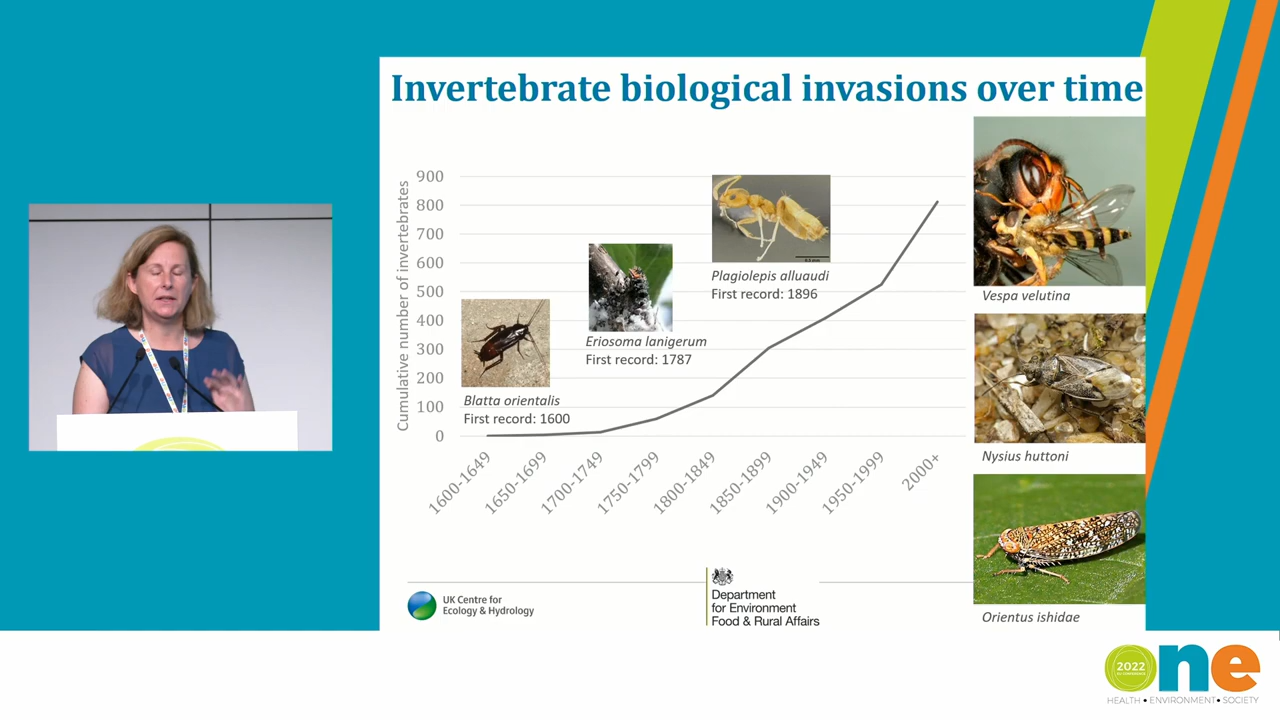 Invertebrate biological invasions over time
Cumulative number of invertebrates
900
800
700
600
500
400
300
200
100
0
1600-1649
1650-1699
1700-1749
1750-1799
1800-1849
1850-1899
1900-1949
1950-1999
2000+
Blatta orientalis
First record: 1600
Eriosoma lanigerum
First record: 1787
Plagiolepis alluaudi
First record: 1896
Vespa velutina
Nysius huttoni
Orientus ishidae
UK Centre for
Ecology & Hydrology
Department
for Environment
Food & Rural Affairs
2022
one
HEALTH • ENVIRONMENT • SOCIETY